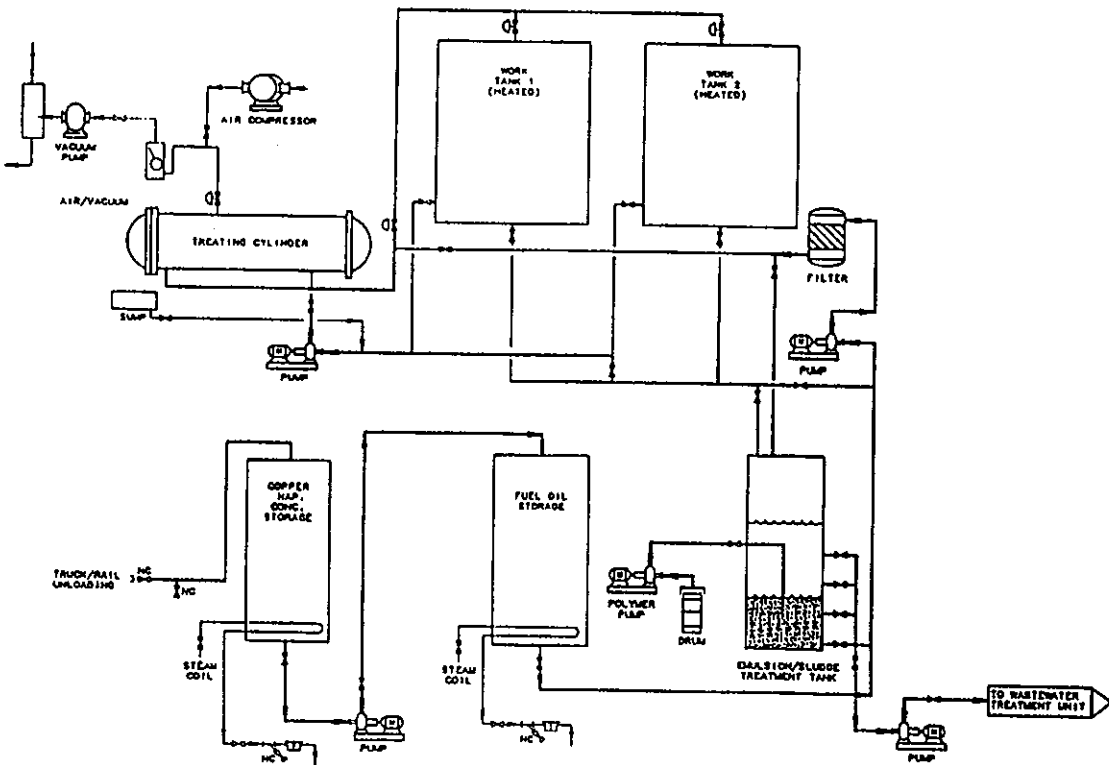 WORK
TANK 1
(HEATED)
WORK
TANK 2
(HEATED)
AIR COMPRESSOR
VACUUM
PUMP
AIR/VACUUM
TREATING CYLINDER
FILTER
SUMP
PUMP
PUMP
COPPER
NAP.
CONC.
STORAGE
FUEL OIL
STORAGE
TRUCK/RAIL
UNLOADING
NC
NC
POLYMER
PUMP
DRUM
STEAM
COIL
STEAM
COIL
EMULSION/SLUDGE
TREATMENT TANK
TO WASTEWATER
TREATMENT UNIT
PUMP
PUMP
NC
NC